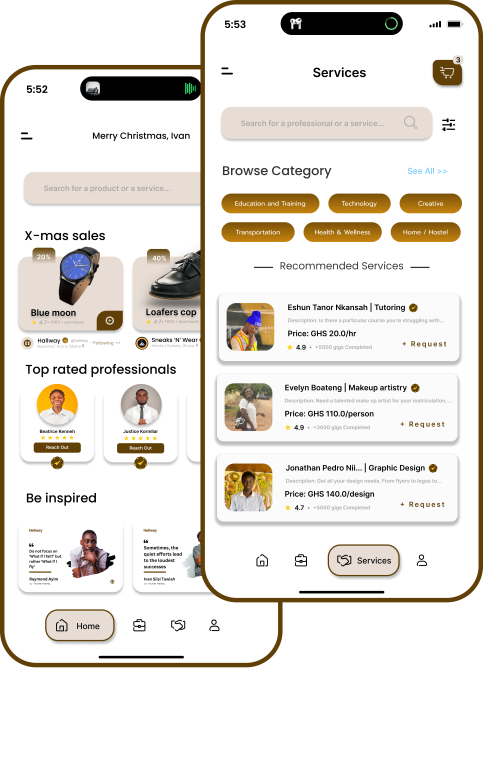 5:52
Merry Christmas, Ivan
Search for a product or a service...
X-mas sales
20%
40%
Blue moon
Loafers cop
Hallway
Following
Sneaks 'N' Wear
Top rated professionals
Beatrice Kenneh
Justice Kormilar
Reach Out
Reach Out
Be inspired
Hallway
Hallway
Do not focus on
"What if I fail?" but
rather "What if I
fly"
Sometimes, the
quiet efforts lead
to the loudest
successes
Raymond Ayim
Ivan Siisi Tawish
Home
5:53
3
Services
Search for a professional or a service...
Browse Category
See All >>
Education and Training
Technology
Creative
Transportation
Health & Wellness
Home / Hostel
Recommended Services
Eshun Tanor Nkansah | Tutoring
Description: Is there a particular course you're struggling with...
Price: GHS 20.0/hr
4.9 • +5000 gigs Completed
+ Request
Evelyn Boateng | Makeup artistry
Description: Need a talented make up artist for your matriculation, ...
Price: GHS 110.0/person
4.9 • +3000 gigs Completed
+ Request
Jonathan Pedro Nii... | Graphic Design
Description: Get all your design needs. From flyers to logos to...
Price: GHS 140.0/design
4.7 • +5000 gigs Completed
+ Request
Services